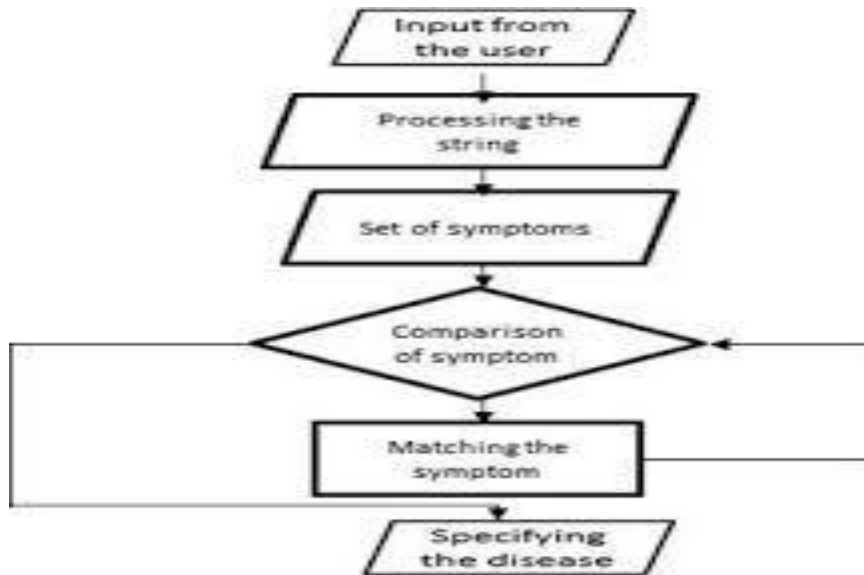 Input from
the user
Processing the
string
Set of symptoms
Comparison
of symptom
Matching the
symptom
Specifying
the disease